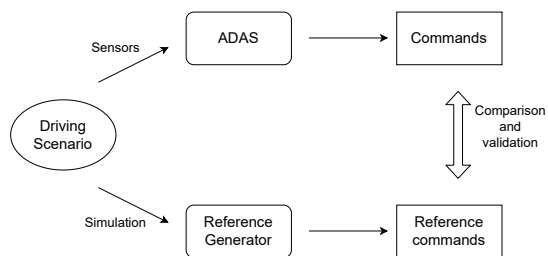 Sensors
ADAS
Commands
Driving
Scenario
Comparison
and
validation
Simulation
Reference
Generator
Reference
commands